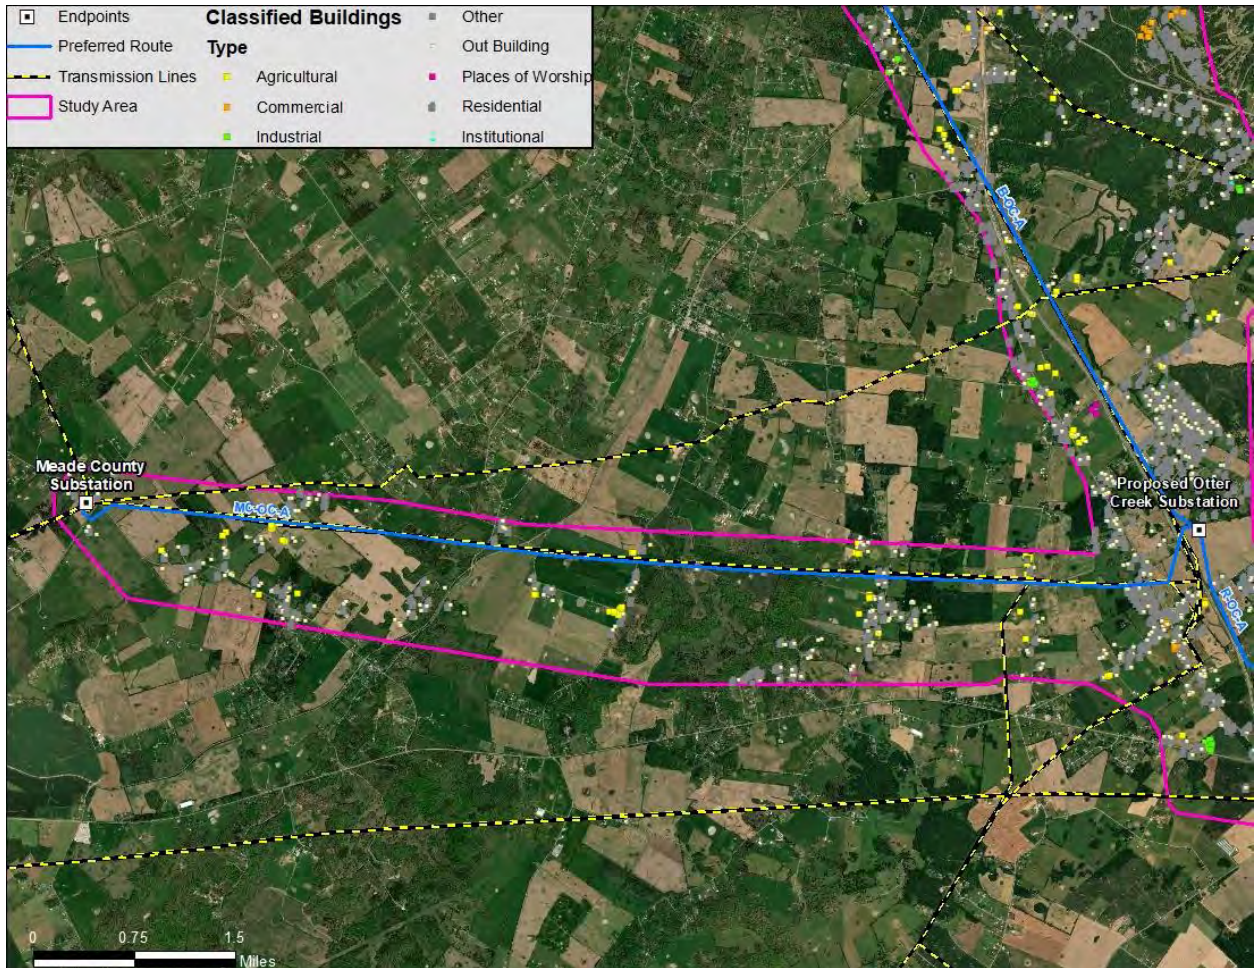 Endpoints
Preferred Route
Transmission Lines
Study Area
Classified Buildings
Type
Agricultural
Commercial
Industrial
Other
Out Building
Places of Worship
Residential
Institutional
B-OC-A
Meade County
Substation
MC-OC-A
Proposed Otter
Creek Substation
R-OC-A
0 0.75 1.5
Miles